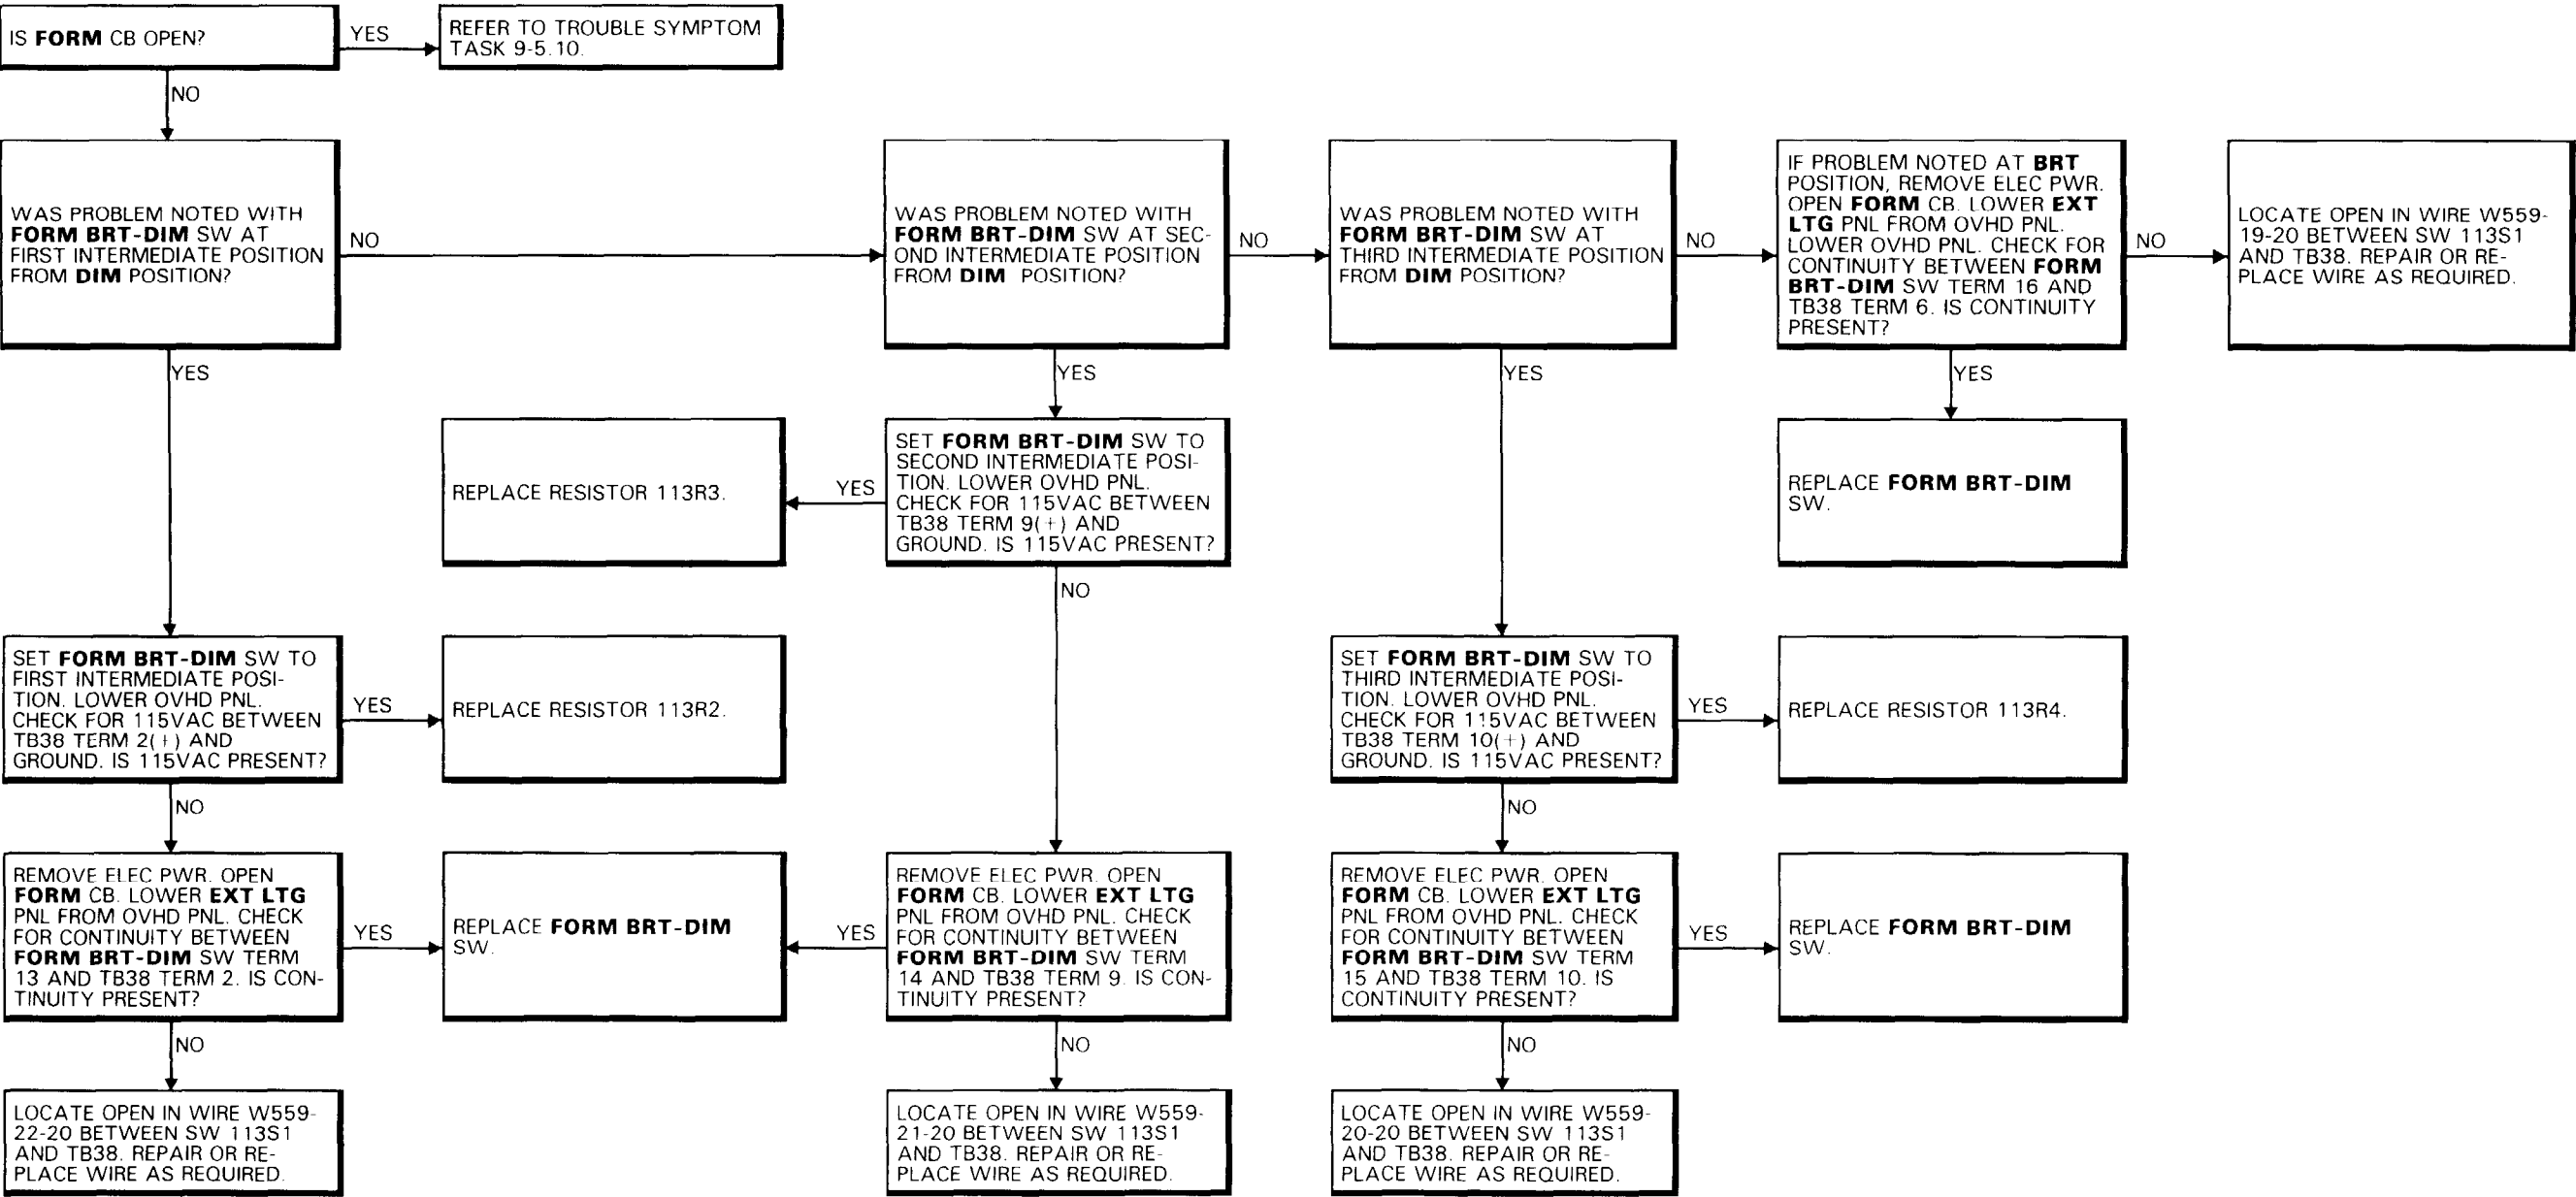 IS FORM CB OPEN?
YES
REFER TO TROUBLE SYMPTOM
TASK 9-5.10.
NO
WAS PROBLEM NOTED WITH
FORM BRT-DIM SW AT
FIRST INTERMEDIATE POSITION
FROM DIM POSITION?
NO
WAS PROBLEM NOTED WITH
FORM BRT-DIM SW AT SEC-
OND INTERMEDIATE POSITION
FROM DIM POSITION?
NO
WAS PROBLEM NOTED WITH
FORM BRT-DIM SW AT
THIRD INTERMEDIATE POSITION
FROM DIM POSITION?
NO
IF PROBLEM NOTED AT BRT
POSITION, REMOVE ELEC PWR.
OPEN FORM CB. LOWER EXT
LTG PNL FROM OVHD PNL.
LOWER OVHD PNL. CHECK FOR
CONTINUITY BETWEEN FORM
BRT-DIM SW TERM 16 AND
TB38 TERM 6. IS CONTINUITY
PRESENT?
NO
LOCATE OPEN IN WIRE W559-
19-20 BETWEEN SW 113S1
AND TB38. REPAIR OR RE-
PLACE WIRE AS REQUIRED.
YES
YES
YES
YES
REPLACE RESISTOR 113R3.
YES
SET FORM BRT-DIM SW TO
SECOND INTERMEDIATE POSI-
TION. LOWER OVHD PNL.
CHECK FOR 115VAC BETWEEN
TB38 TERM 9(+) AND
GROUND. IS 115VAC PRESENT?
REPLACE FORM BRT-DIM
SW.
NO
SET FORM BRT-DIM SW TO
FIRST INTERMEDIATE POSI-
TION. LOWER OVHD PNL.
CHECK FOR 115VAC BETWEEN
TB38 TERM 2(+) AND
GROUND. IS 115VAC PRESENT?
YES
REPLACE RESISTOR 113R2.
SET FORM BRT-DIM SW TO
THIRD INTERMEDIATE POSI-
TION. LOWER OVHD PNL.
CHECK FOR 115VAC BETWEEN
TB38 TERM 10(+) AND
GROUND. IS 115VAC PRESENT?
YES
REPLACE RESISTOR 113R4.
NO
NO
REMOVE ELEC PWR. OPEN
FORM CB. LOWER EXT LTG
PNL FROM OVHD PNL. CHECK
FOR CONTINUITY BETWEEN
FORM BRT-DIM SW TERM
13 AND TB38 TERM 2. IS CON-
TINUITY PRESENT?
YES
REPLACE FORM BRT-DIM
SW.
YES
REMOVE ELEC PWR. OPEN
FORM CB. LOWER EXT LTG
PNL FROM OVHD PNL. CHECK
FOR CONTINUITY BETWEEN
FORM BRT-DIM SW TERM
14 AND TB38 TERM 9. IS CON-
TINUITY PRESENT?
REMOVE ELEC PWR. OPEN
FORM CB. LOWER EXT LTG
PNL FROM OVHD PNL. CHECK
FOR CONTINUITY BETWEEN
FORM BRT-DIM SW TERM
15 AND TB38 TERM 10. IS
CONTINUITY PRESENT?
YES
REPLACE FORM BRT-DIM
SW.
NO
NO
NO
LOCATE OPEN IN WIRE W559-
22-20 BETWEEN SW 113S1
AND TB38. REPAIR OR RE-
PLACE WIRE AS REQUIRED.
LOCATE OPEN IN WIRE W559-
21-20 BETWEEN SW 113S1
AND TB38. REPAIR OR RE-
PLACE WIRE AS REQUIRED.
LOCATE OPEN IN WIRE W559-
20-20 BETWEEN SW 113S1
AND TB38. REPAIR OR RE-
PLACE WIRE AS REQUIRED.